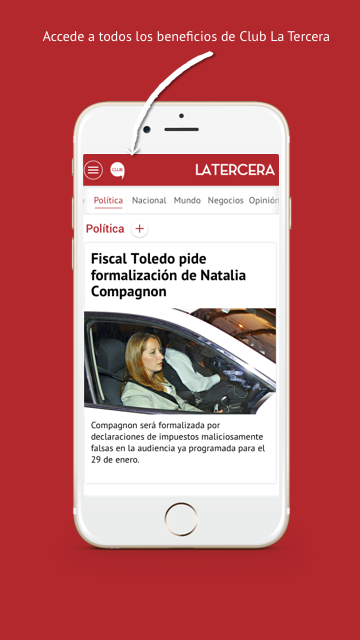 Accede a todos los beneficios de Club La Tercera
CLUB
LATERCERA
Política Nacional Mundo Negocios Opinión
Política +
Fiscal Toledo pide
formalización de Natalia
Compagnon
Compagnon será formalizada por
declaraciones de impuestos maliciosamente
falsas en la audiencia ya programada para el
29 de enero.